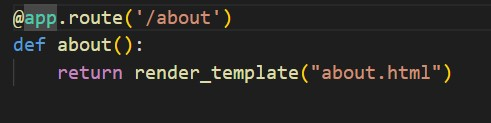 @app.route('/about')
def about():
    return render_template("about.html")